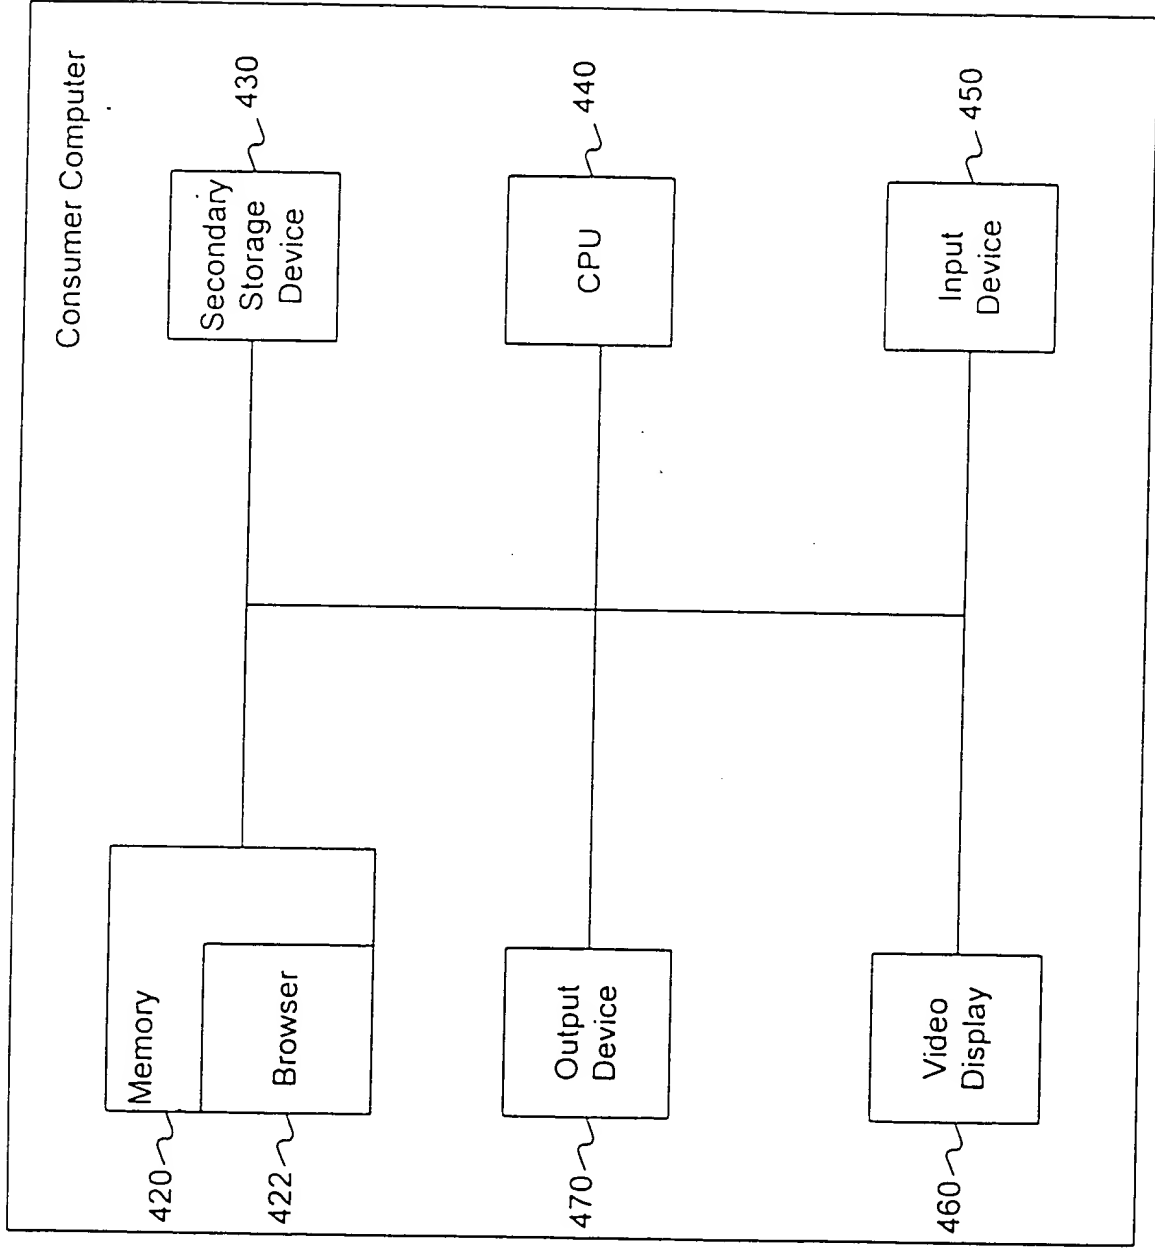 Consumer Computer
420
Memory
422
Browser
Secondary
Storage
Device
430
470
Output
Device
CPU
440
460
Video
Display
Input
Device
450